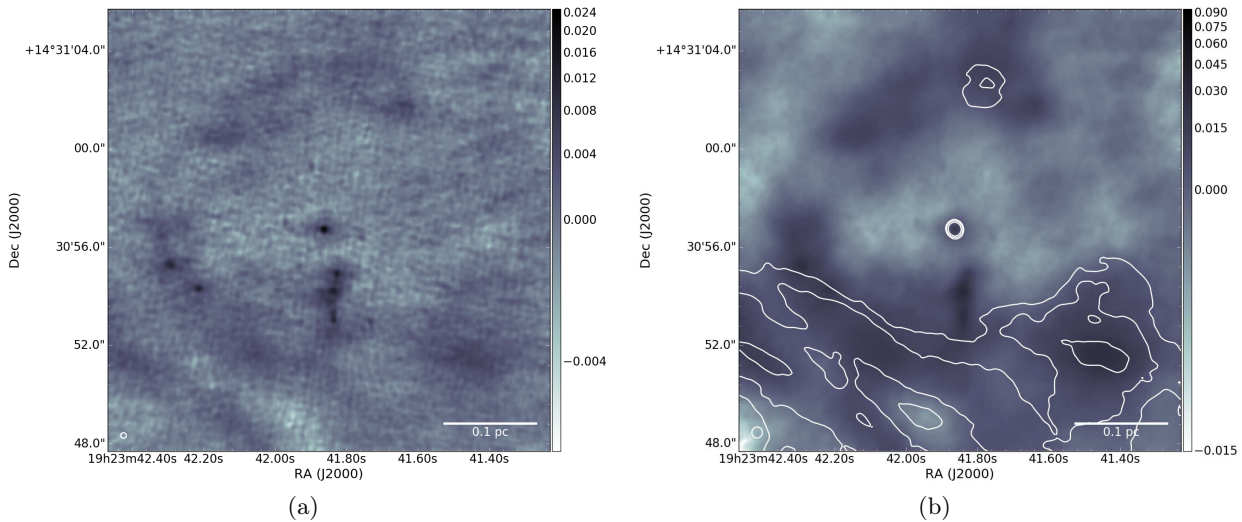 0.024
0.020
0.016
0.012
0.008
0.004
0.000
−0.004
+14°31'04.0"
00.0"
30'56.0"
52.0"
48.0"
Dec (J2000)
0.1 pc
19h23m42.40s 42.20s 42.00s 41.80s 41.60s 41.40s
RA (J2000)
(a)
0.090
0.075
0.060
0.045
0.030
0.015
0.000
−0.015
+14°31'04.0"
00.0"
30'56.0"
52.0"
48.0"
Dec (J2000)
0.1 pc
19h23m42.40s 42.20s 42.00s 41.80s 41.60s 41.40s
RA (J2000)
(b)